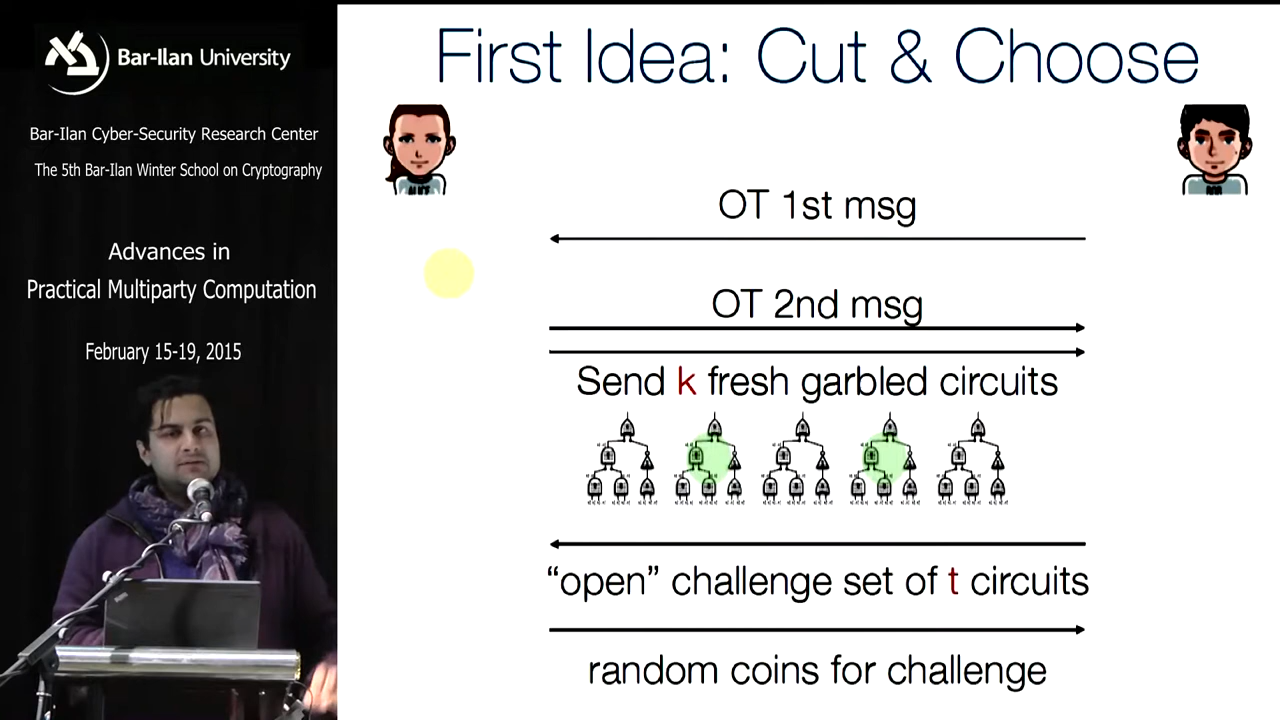 Bar-Ilan University
Bar-Ilan Cyber-Security Research Center
The 5th Bar-Ilan Winter School on Cryptography
Advances in
Practical Multiparty Computation
February 15-19, 2015
First Idea: Cut & Choose
OT 1st msg
OT 2nd msg
Send k fresh garbled circuits
“open” challenge set of t circuits
random coins for challenge